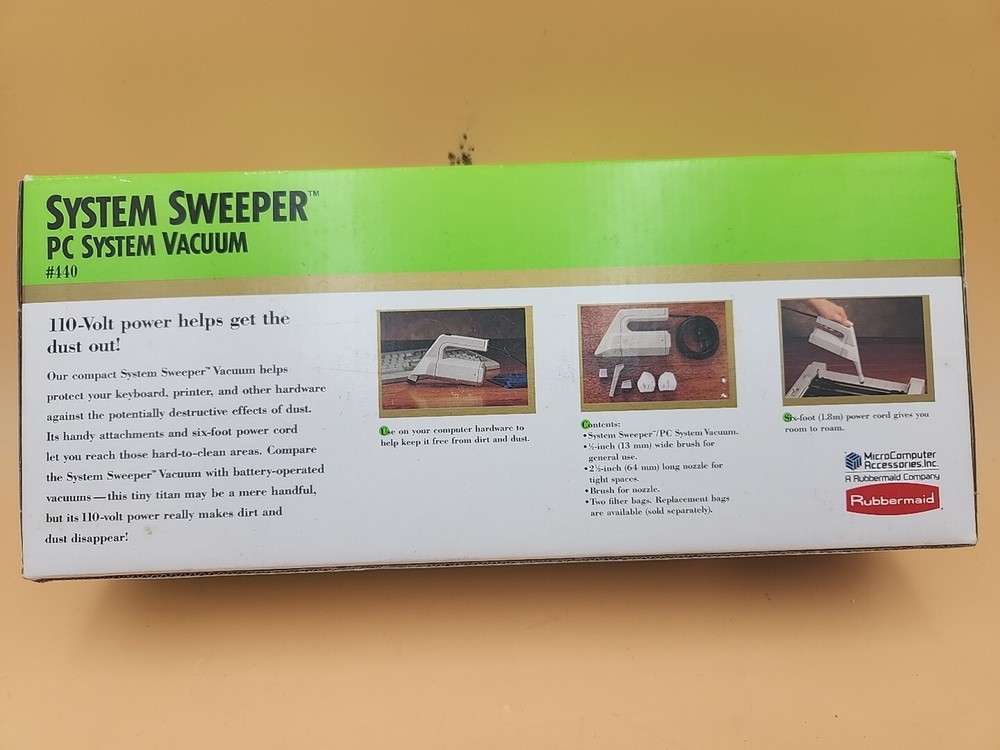 SYSTEM SWEEPER™
PC SYSTEM VACUUM
#440
110-Volt power helps get the
dust out!
Our compact System Sweeper™ Vacuum helps
protect your keyboard, printer, and other hardware
against the potentially destructive effects of dust.
Its handy attachments and six-foot power cord
let you reach those hard-to-clean areas. Compare
the System Sweeper™ Vacuum with battery-operated
vacuums—this tiny titan may be a mere handful,
but its 110-volt power really makes dirt and
dust disappear!
Use on your computer hardware to
help keep it free from dirt and dust.
Contents:
• System Sweeper™/PC System Vacuum.
• ½-inch (13 mm) wide brush for
general use.
• 2½-inch (64 mm) long nozzle for
tight spaces.
• Brush for nozzle.
• Two filter bags. Replacement bags
are available (sold separately).
Six-foot (1.8m) power cord gives you
room to roam.
MicroComputer
Accessories, Inc.
A Rubbermaid Company
Rubbermaid